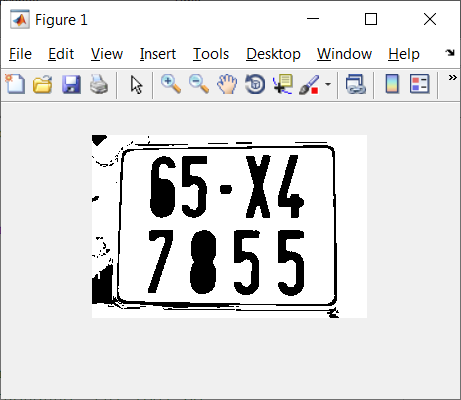 Figure 1
File Edit View Insert Tools Desktop Window Help
65-X4
7855